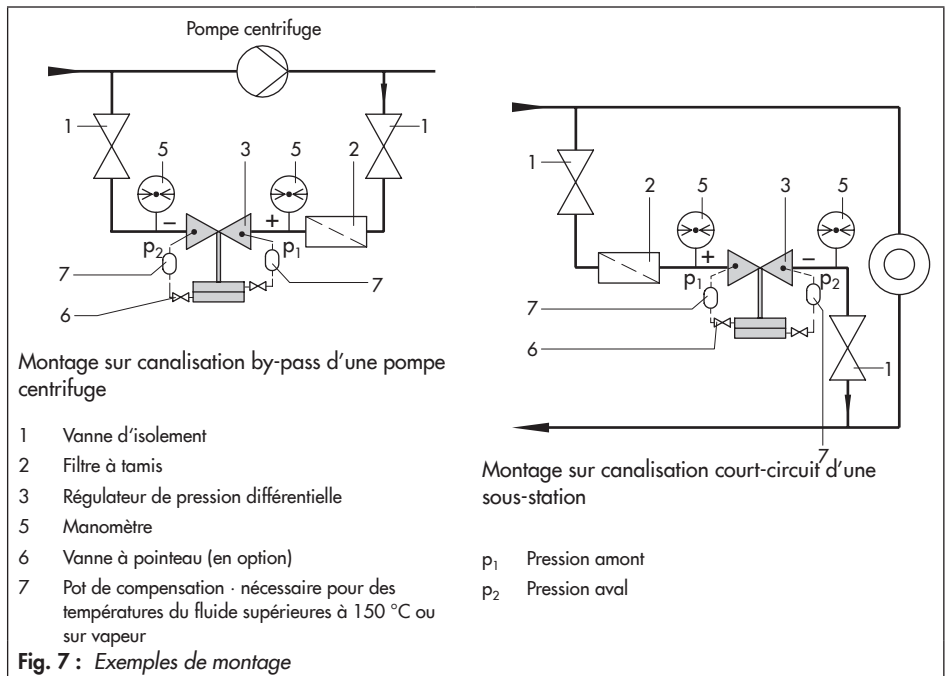 Pompe centrifuge
1
1
5
3
5
2
–
+
p2
p1
7
7
6
Montage sur canalisation by-pass d'une pompe
centrifuge
1 Vanne d'isolement
2 Filtre à tamis
3 Régulateur de pression différentielle
5 Manomètre
6 Vanne à pointeau (en option)
7 Pot de compensation · nécessaire pour des
températures du fluide supérieures à 150 °C ou
sur vapeur
1
2
5
3
5
+
–
p1
p2
7
6
1
7
Montage sur canalisation court-circuit d'une
sous-station
p1 Pression amont
p2 Pression aval
Fig. 7 : Exemples de montage